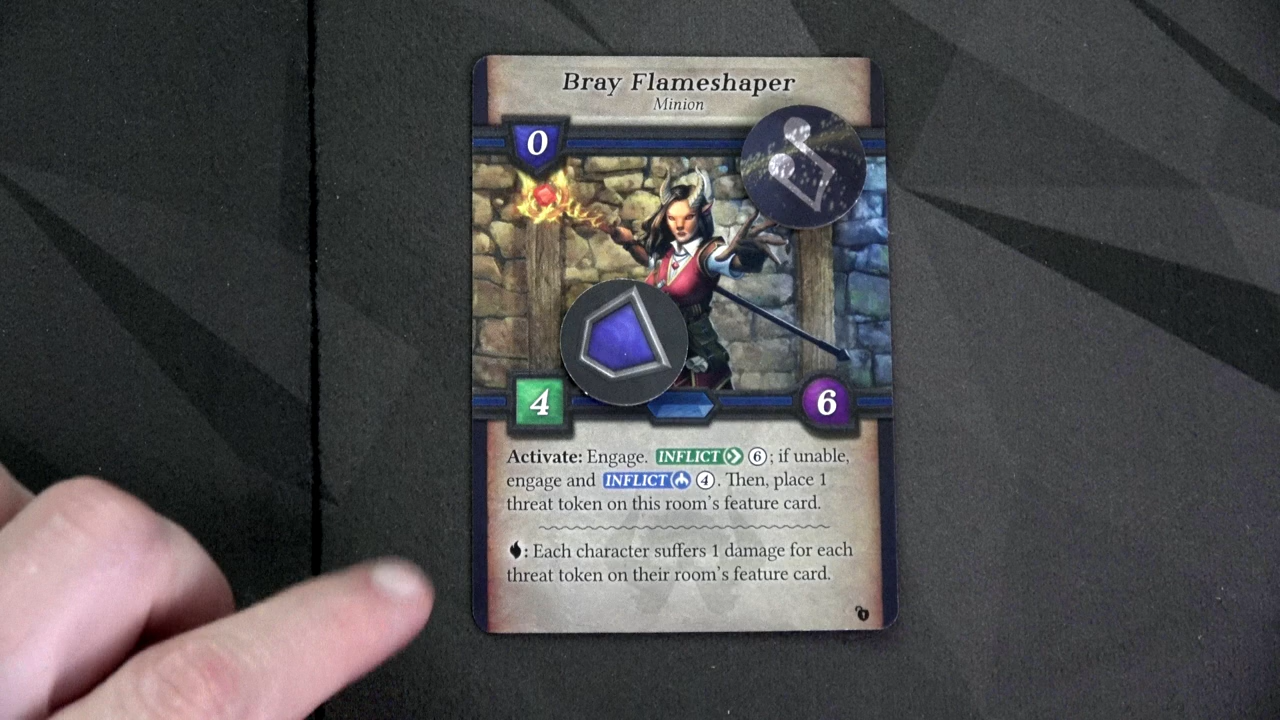 Bray Flameshaper
Minion
0
4
6
Activate: Engage. INFLICT 6; if unable,
engage and INFLICT 4. Then, place 1
threat token on this room's feature card.
: Each character suffers 1 damage for each
threat token on their room's feature card.